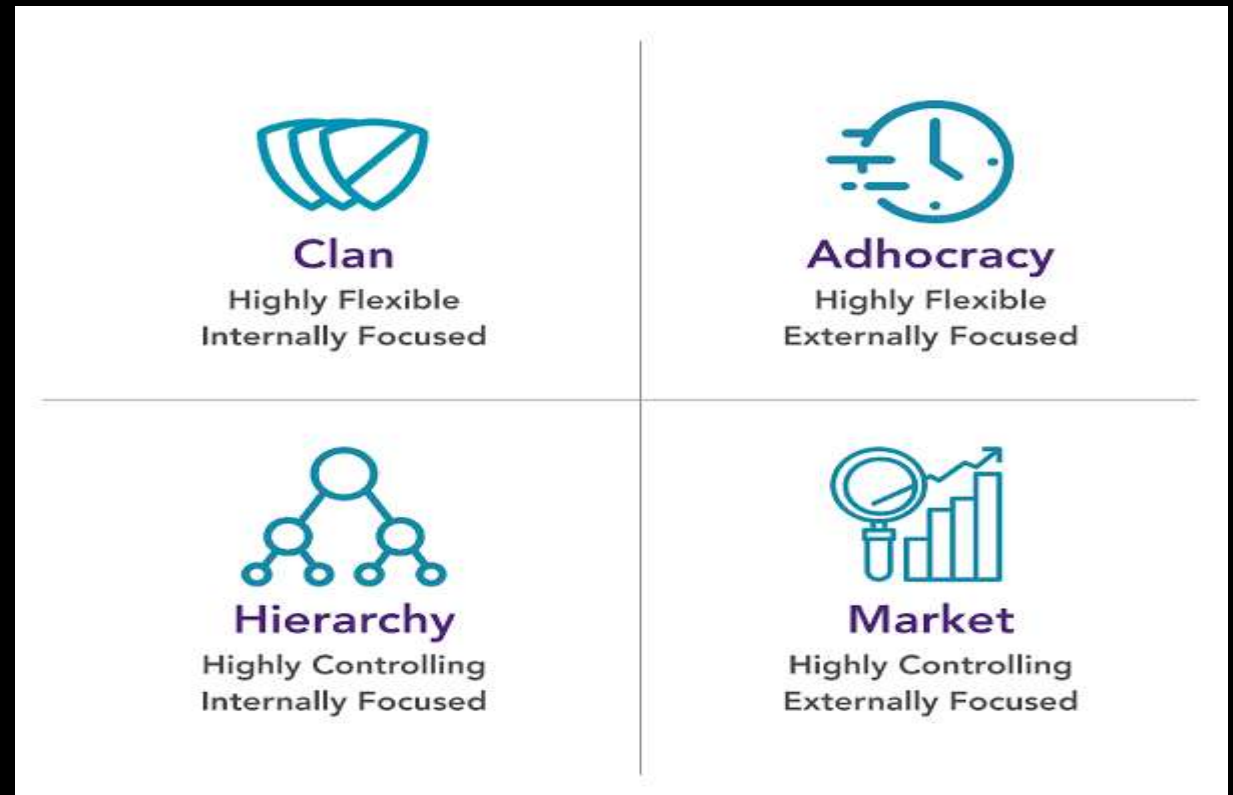 Clan
Highly Flexible
Internally Focused
Adhocracy
Highly Flexible
Externally Focused
Hierarchy
Highly Controlling
Internally Focused
Market
Highly Controlling
Externally Focused